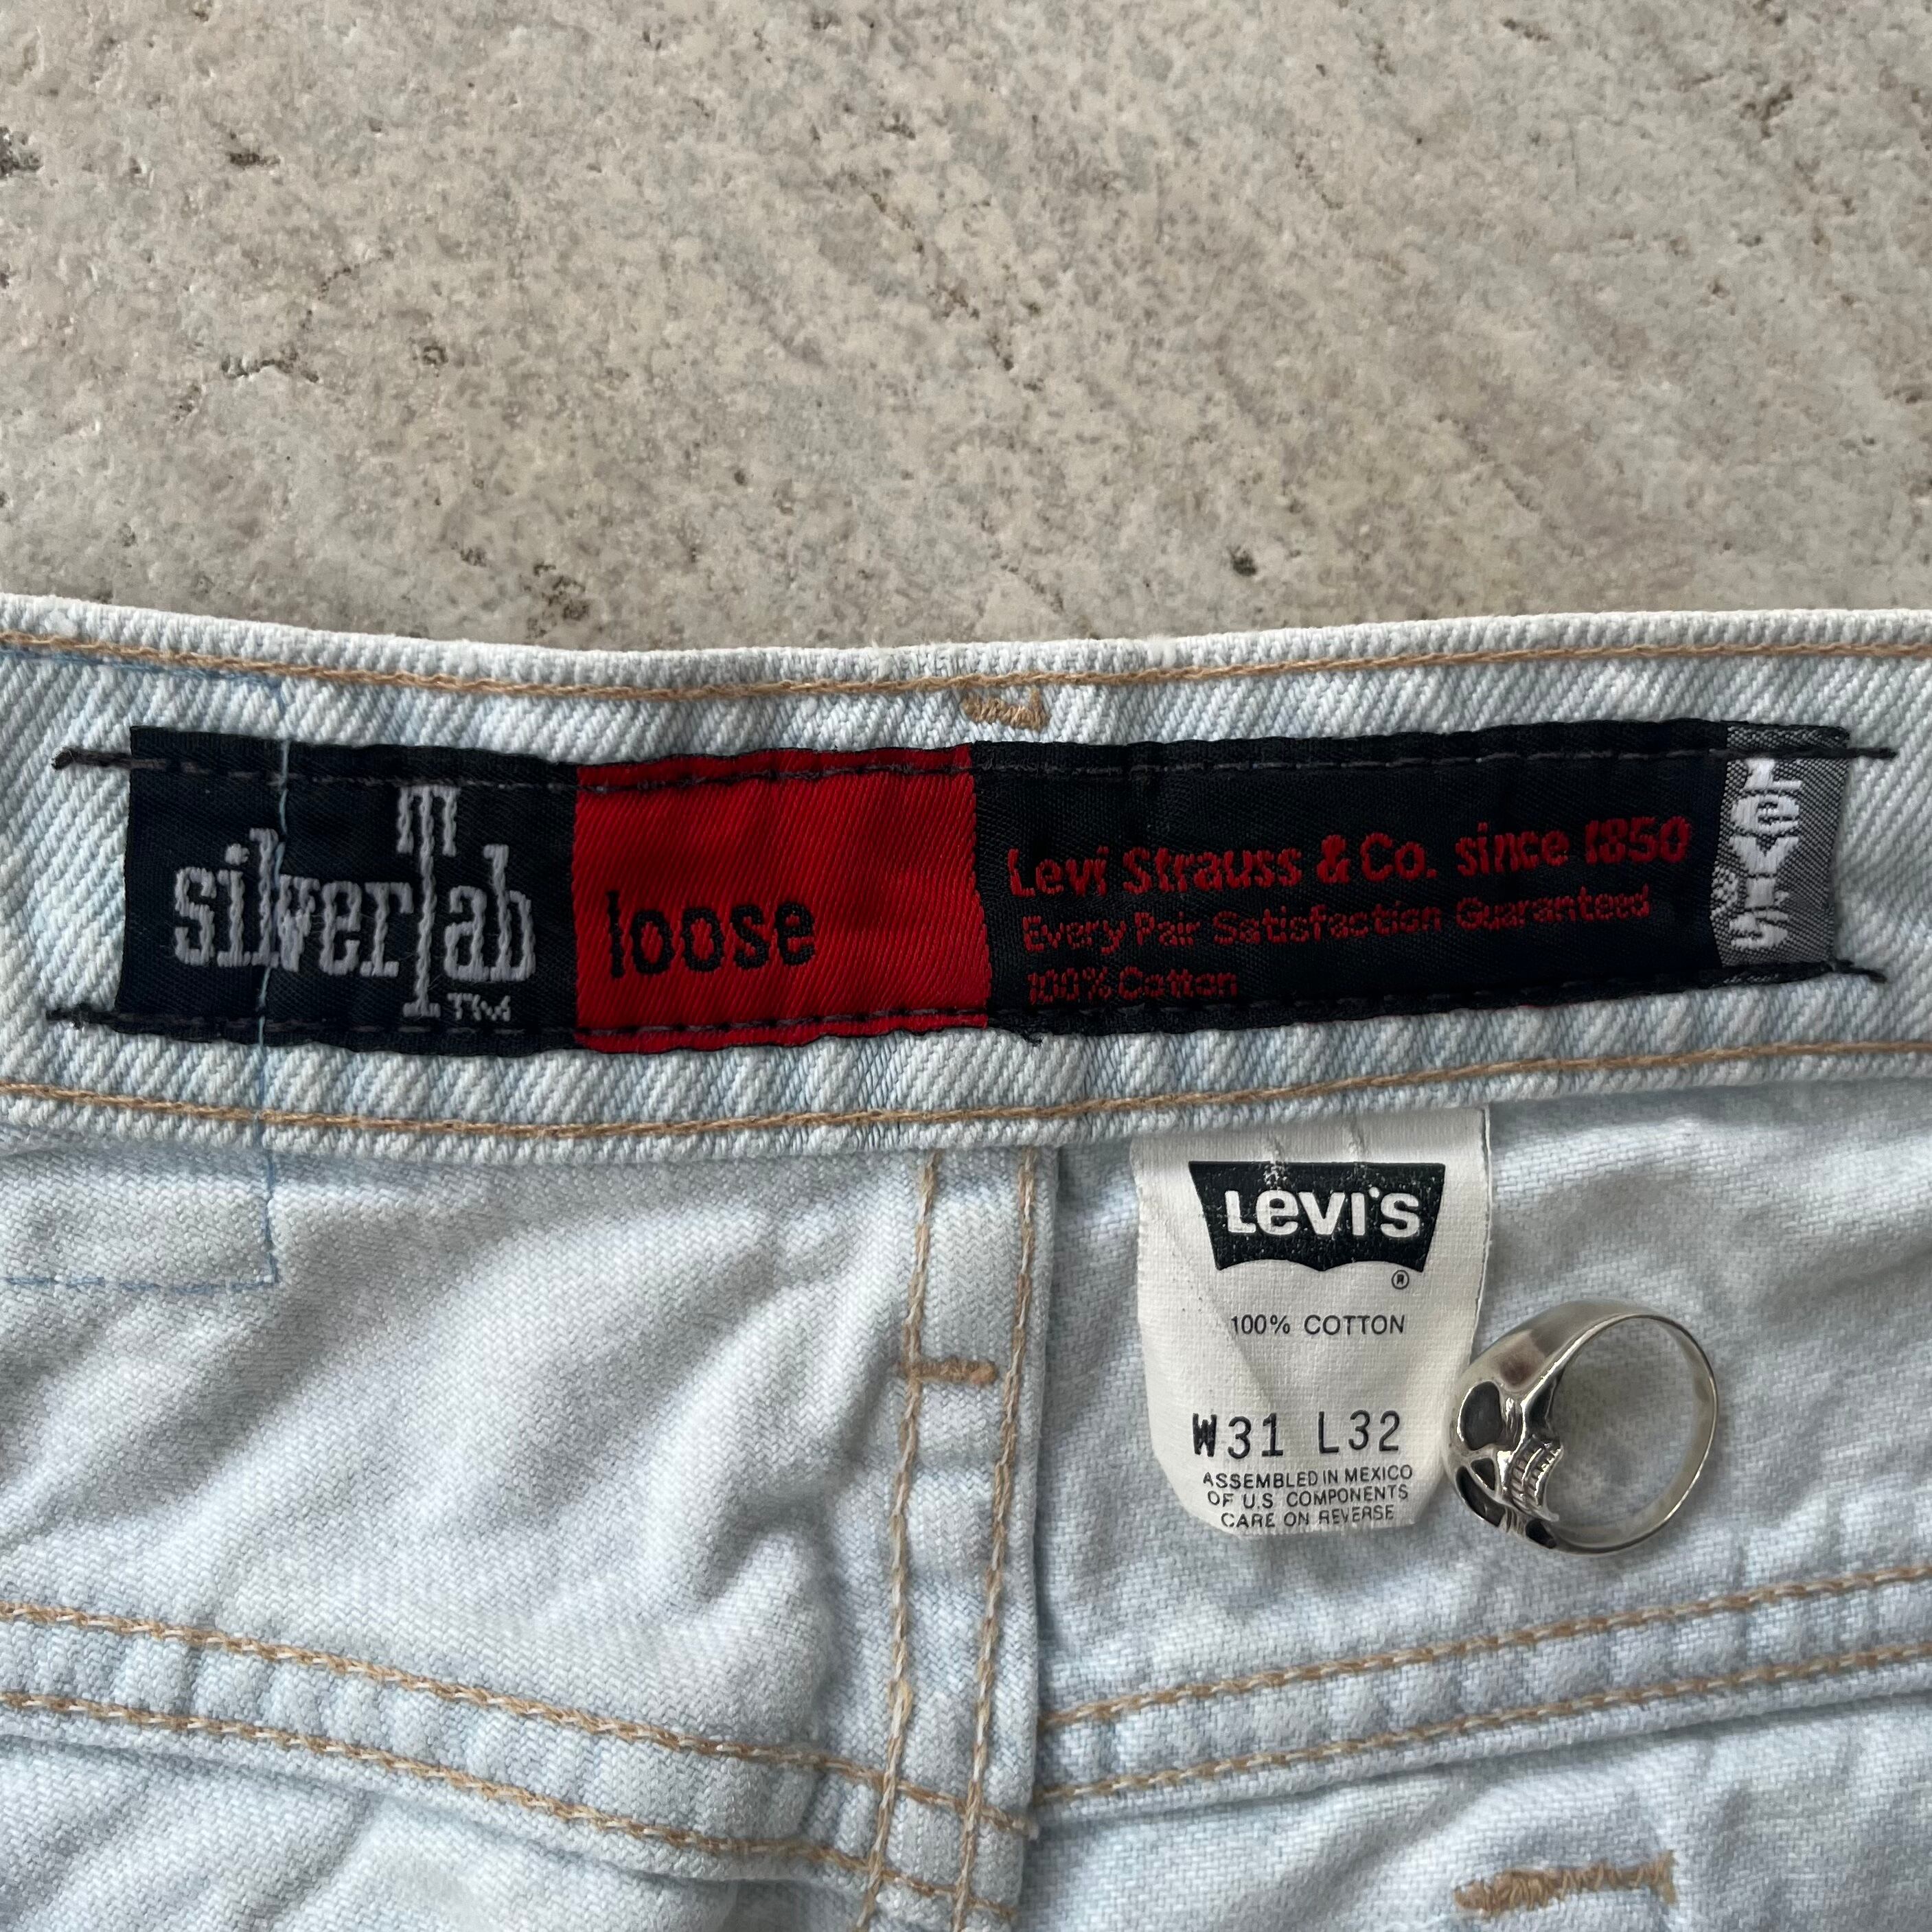 silverTab
TM
loose
Levi Strauss & Co. since 1850
Every Pair Satisfaction Guaranteed
100% Cotton
LEVI'S
®
LEVI'S
®
100% COTTON
W31 L32
ASSEMBLED IN MEXICO
OF U.S COMPONENTS
CARE ON REVERSE